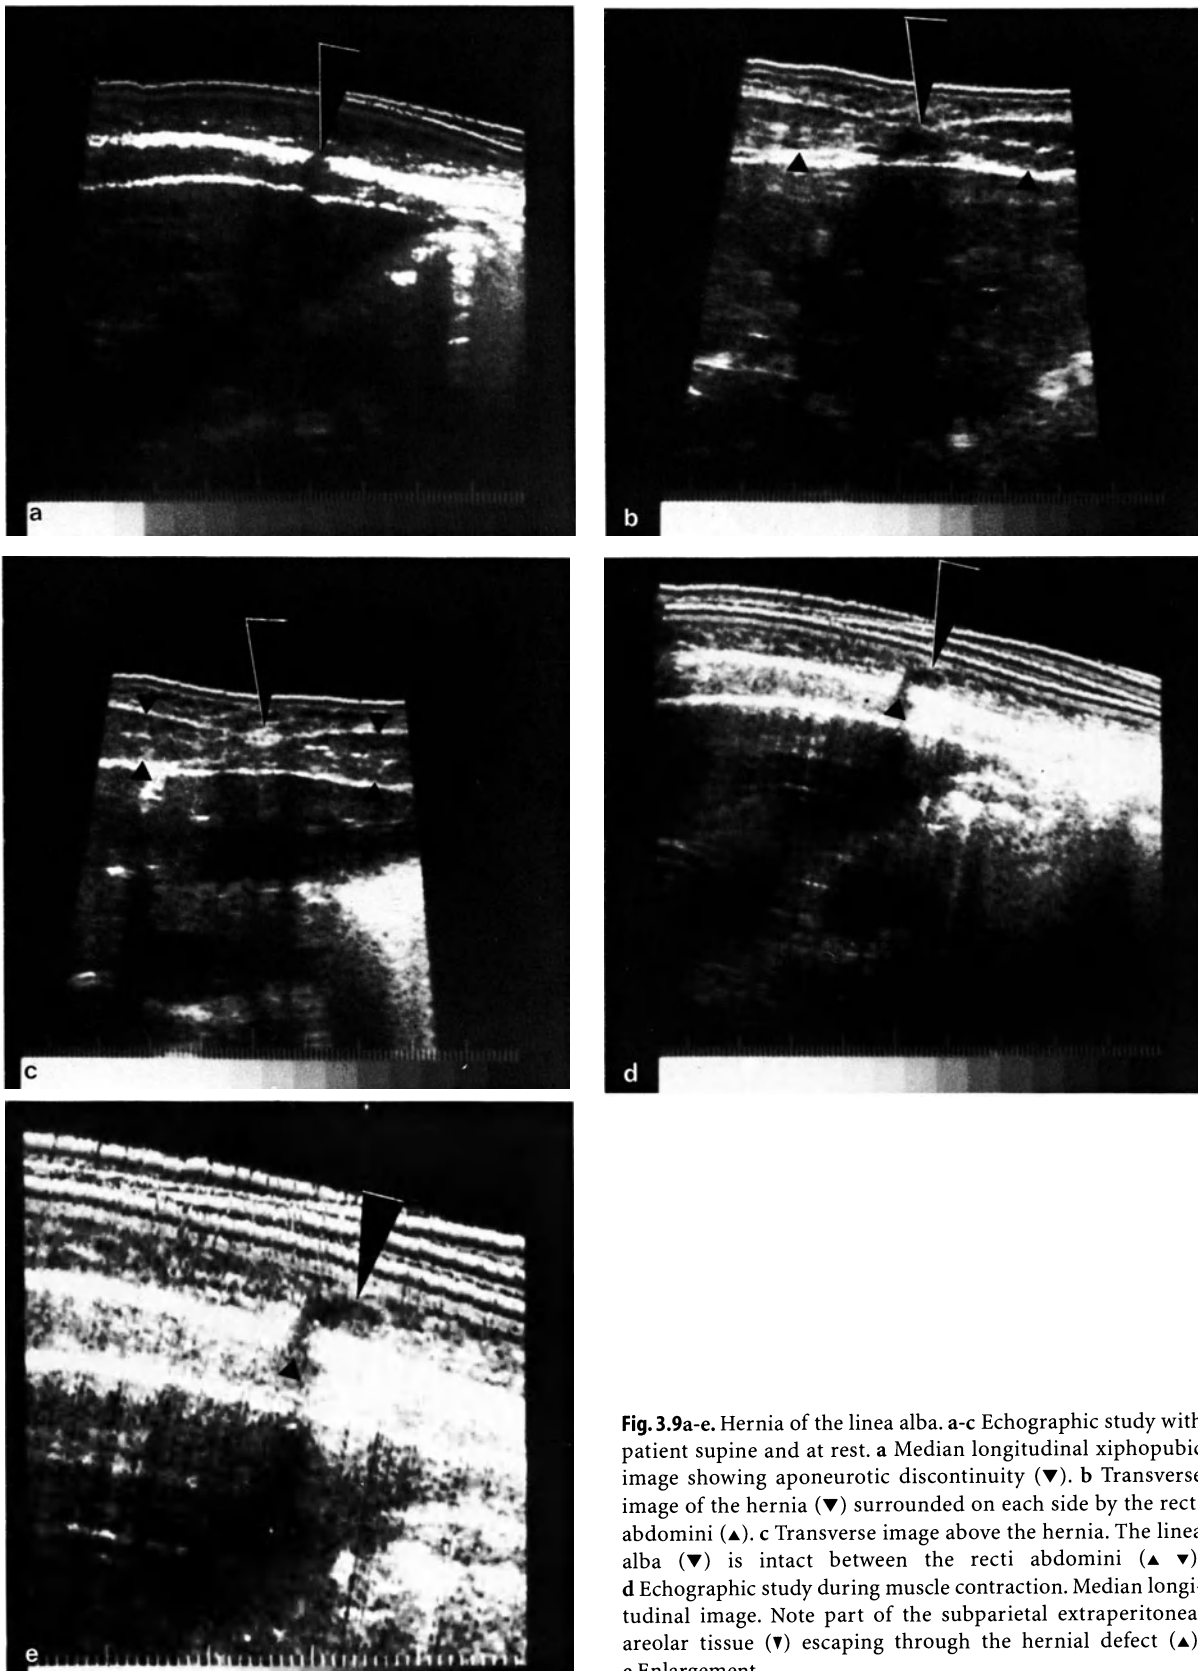 a
b
c
d
e
Fig. 3.9a-e. Hernia of the linea alba. a-c Echographic study with
patient supine and at rest. a Median longitudinal xiphopubic
image showing aponeurotic discontinuity (▼). b Transverse
image of the hernia (▼) surrounded on each side by the rect
abdomini (▲). c Transverse image above the hernia. The linea
alba (▼) is intact between the recti abdomini (▲ ▼)
d Echographic study during muscle contraction. Median longi-
tudinal image. Note part of the subparietal extraperitonea
areolar tissue (▼) escaping through the hernial defect (▲)
e Enlargement